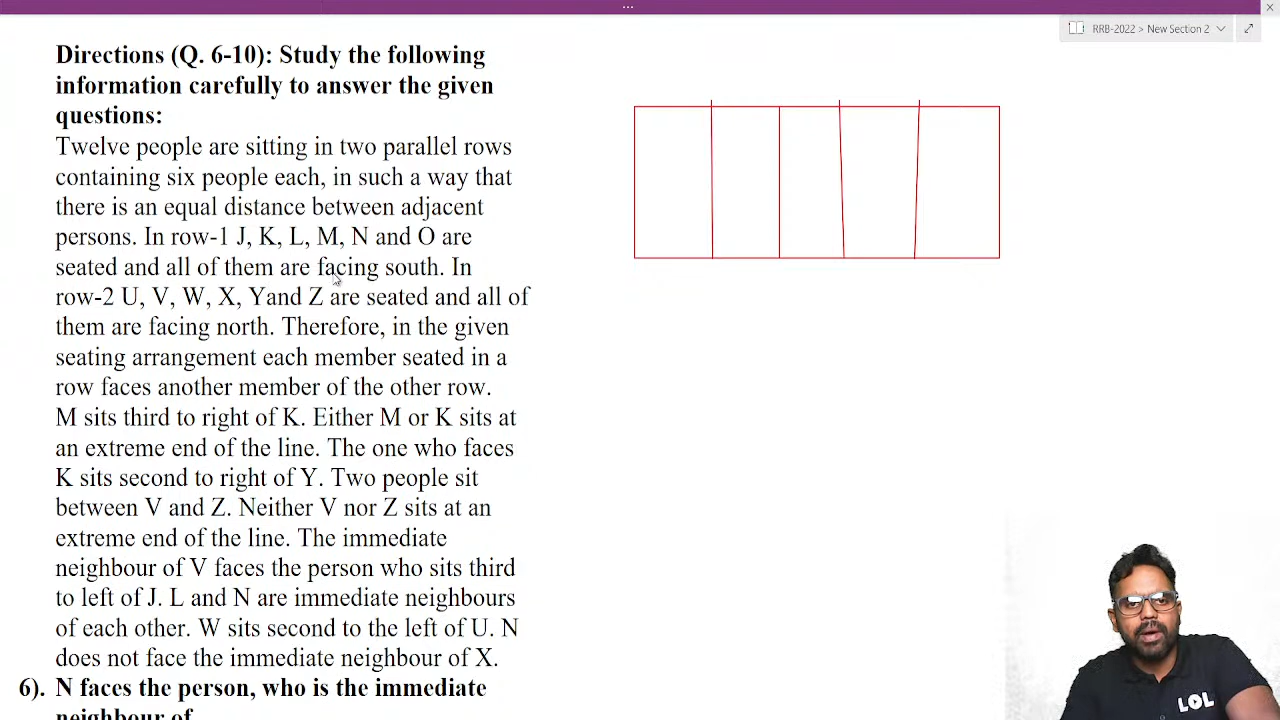 ...
RRB-2022 > New Section 2
Directions (Q. 6-10): Study the following
information carefully to answer the given
questions:
Twelve people are sitting in two parallel rows
containing six people each, in such a way that
there is an equal distance between adjacent
persons. In row-1 J, K, L, M, N and O are
seated and all of them are facing south. In
row-2 U, V, W, X, Yand Z are seated and all of
them are facing north. Therefore, in the given
seating arrangement each member seated in a
row faces another member of the other row.
M sits third to right of K. Either M or K sits at
an extreme end of the line. The one who faces
K sits second to right of Y. Two people sit
between V and Z. Neither V nor Z sits at an
extreme end of the line. The immediate
neighbour of V faces the person who sits third
to left of J. L and N are immediate neighbours
of each other. W sits second to the left of U. N
does not face the immediate neighbour of X.
6). N faces the person, who is the immediate
neighbour of
LOL